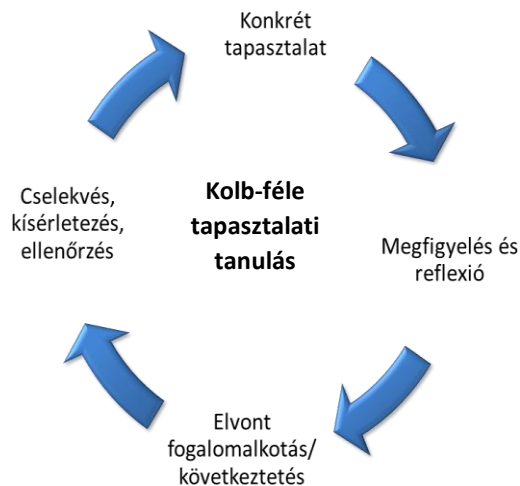 Konkrét
tapasztalat
Kolb-féle
tapasztalati
tanulás
Megfigyelés és
reflexió
Elvont
fogalomalkotás/
következtetés
Cselekvés,
kísérletezés,
ellenőrzés